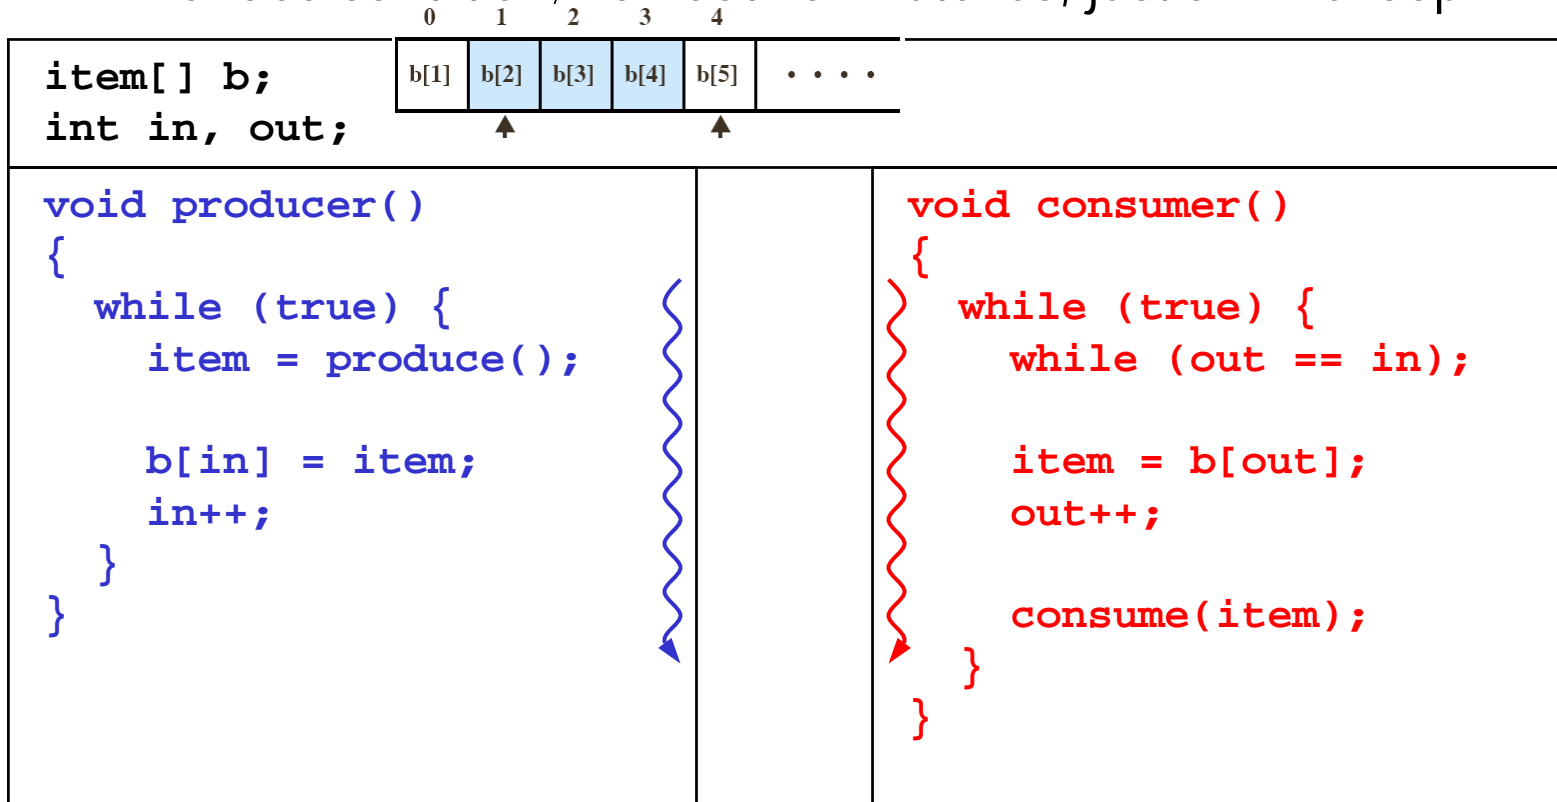 0 1 2 3 4
item[] b;
b[1] b[2] b[3] b[4] b[5] . . . .
int in, out;
void producer()
{
while (true) {
item = produce();
b[in] = item;
in++;
}
}
void consumer()
{
while (true) {
while (out == in);
item = b[out];
out++;
consume(item);
}
}